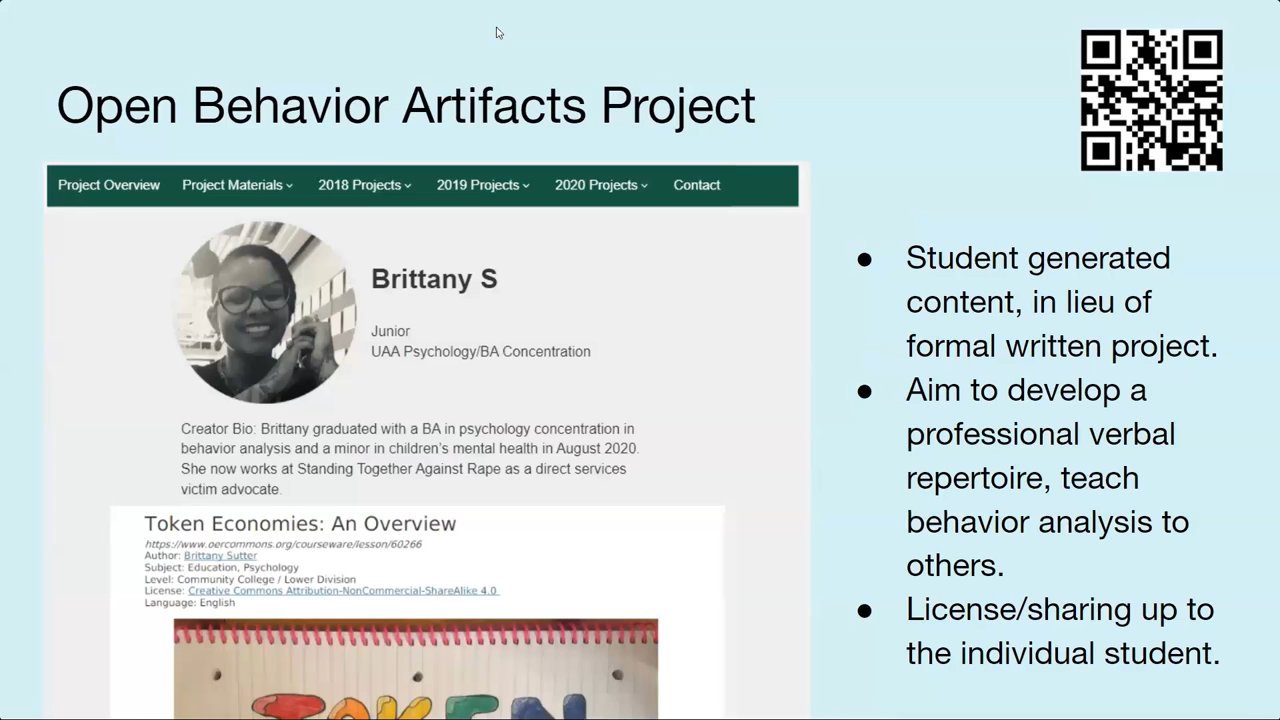 Open Behavior Artifacts Project
Project Overview Project Materials 2018 Projects 2019 Projects 2020 Projects Contact
Brittany S
Junior
UAA Psychology/BA Concentration
Creator Bio: Brittany graduated with a BA in psychology concentration in
behavior analysis and a minor in children's mental health in August 2020.
She now works at Standing Together Against Rape as a direct services
victim advocate.
Token Economies: An Overview
https://www.oercommons.org/courseware/lesson/60266
Author: Brittany Sutter
Subject: Education, Psychology
Level: Community College / Lower Division
License: Creative Commons Attribution-NonCommercial-ShareAlike 4.0
Language: English
TOKEN
● Student generated
content, in lieu of
formal written project.
● Aim to develop a
professional verbal
repertoire, teach
behavior analysis to
others.
● License/sharing up to
the individual student.